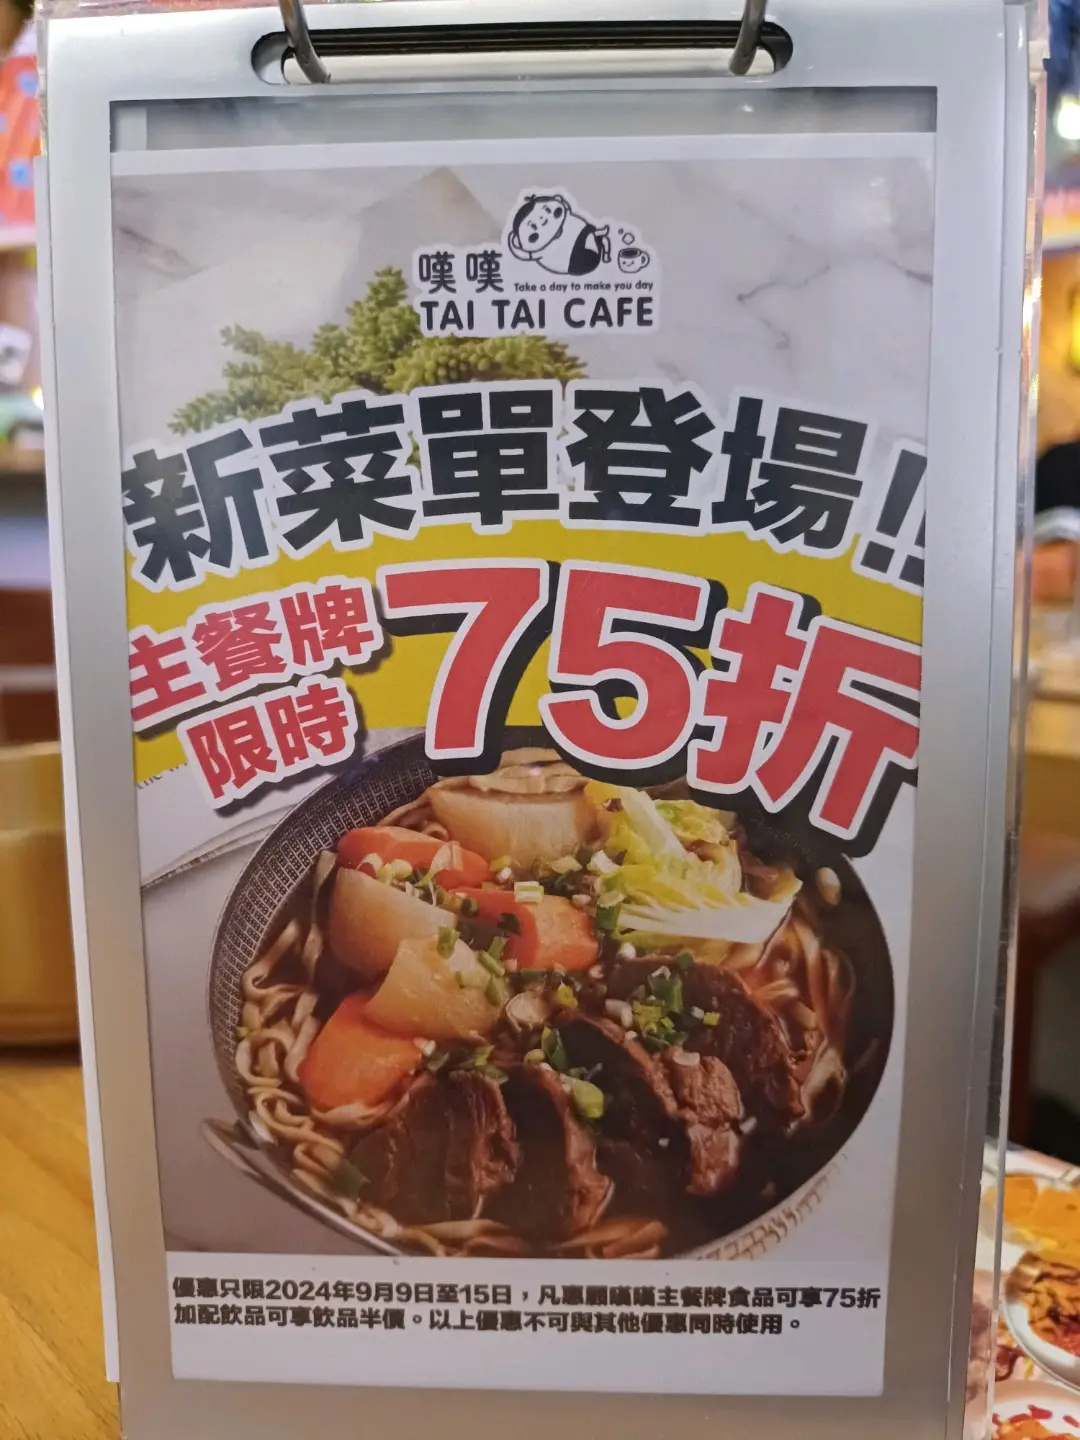 嘆嘆
Take a day to make you day
TAI TAI CAFE
新菜單登場!!
主餐牌
限時
75折
優惠只限2024年9月9日至15日，凡惠顧嘆嘆主餐牌食品可享75折
加配飲品可享飲品半價。以上優惠不可與其他優惠同時使用。